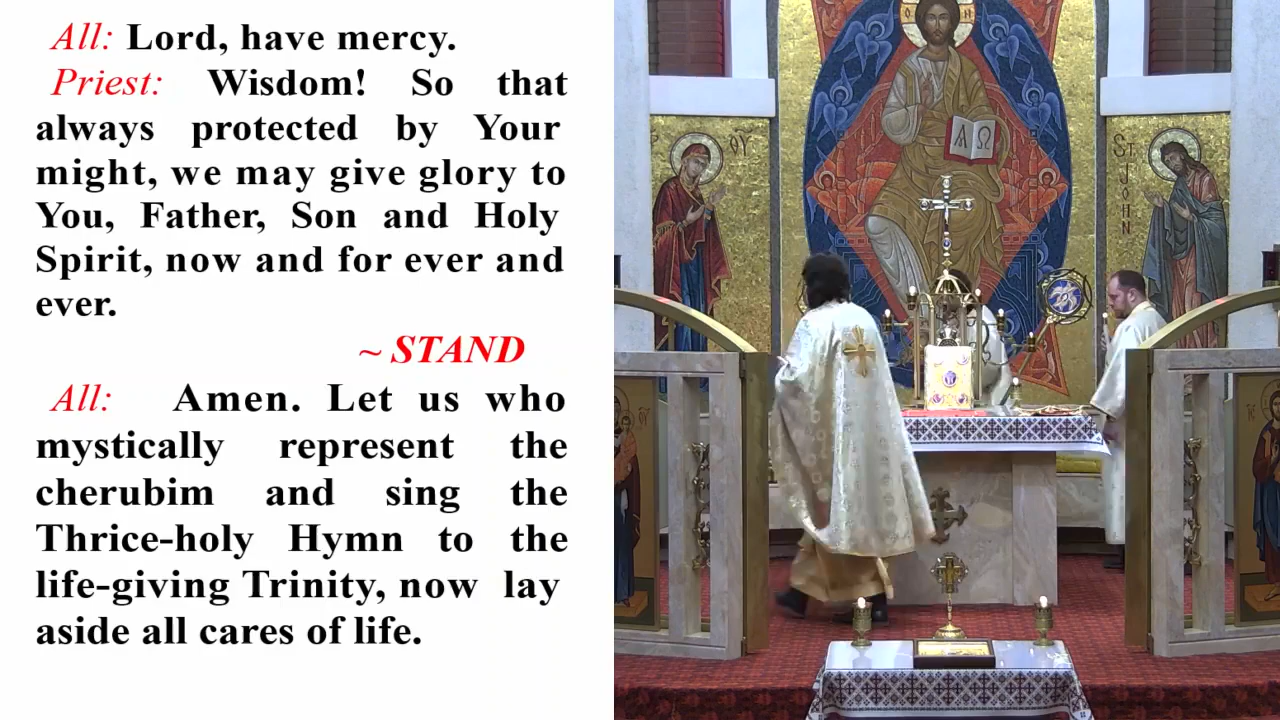 All: Lord, have mercy.
Priest: Wisdom! So that
always protected by Your
might, we may give glory to
You, Father, Son and Holy
Spirit, now and for ever and
ever.
~ STAND
All: Amen. Let us who
mystically represent the
cherubim and sing the
Thrice-holy Hymn to the
life-giving Trinity, now lay
aside all cares of life.
Α Ω
ΘΥ
ST.
JOHN